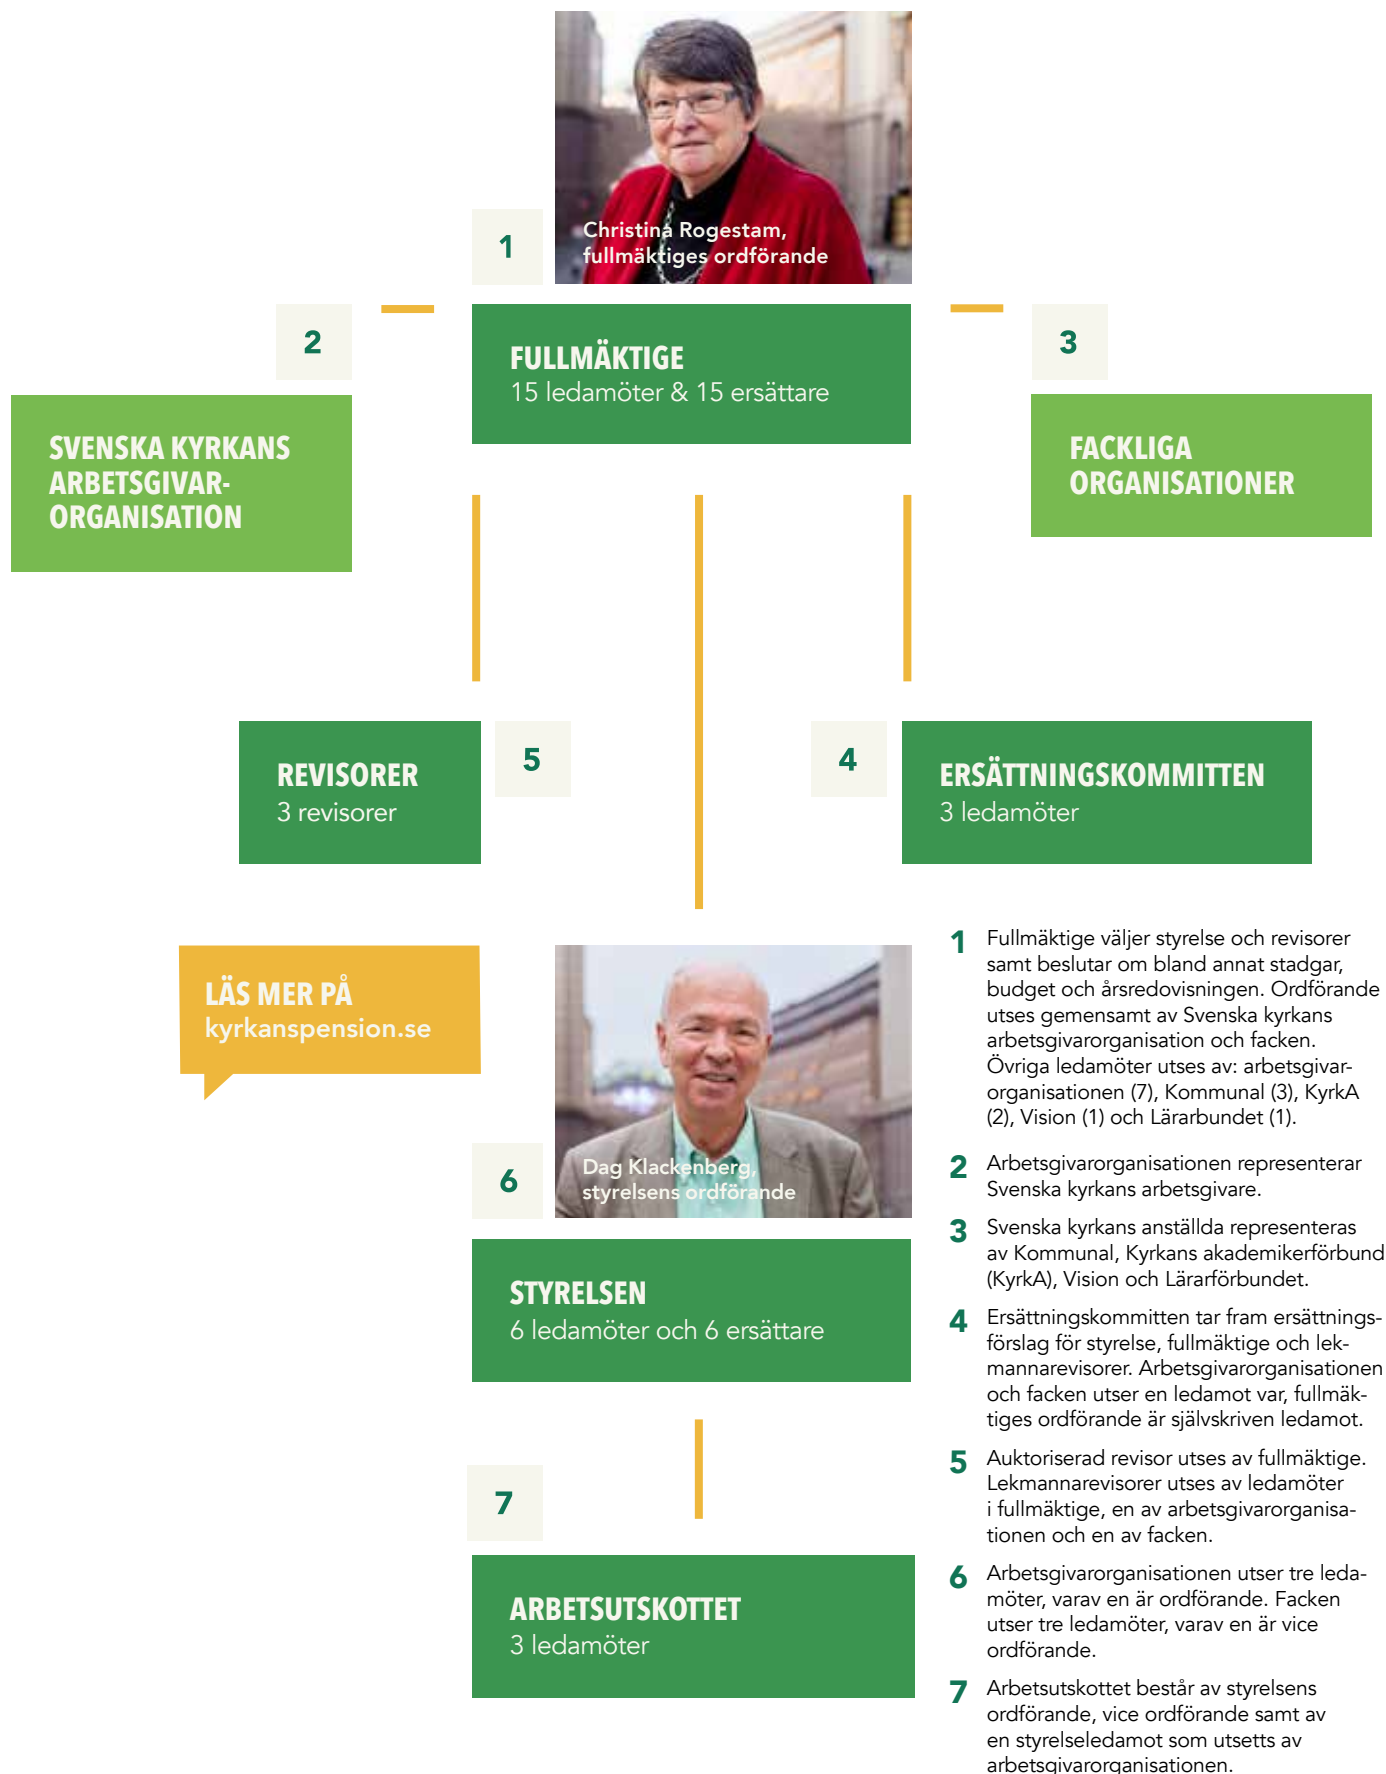 Christina Rogestam,
fullmäktiges ordförande
1
2
3
FULLMÄKTIGE
15 ledamöter & 15 ersättare
SVENSKA KYRKANS
ARBETSGIVAR-
ORGANISATION
FACKLIGA
ORGANISATIONER
REVISORER
3 revisorer
5
4
ERSÄTTNINGSKOMMITTEN
3 ledamöter
LÄS MER PÅ
kyrkanspension.se
Dag Klackenberg,
styrelsens ordförande
6
STYRELSEN
6 ledamöter och 6 ersättare
7
ARBETSUTSKOTTET
3 ledamöter
1 Fullmäktige väljer styrelse och revisorer
samt beslutar om bland annat stadgar,
budget och årsredovisningen. Ordförande
utses gemensamt av Svenska kyrkans
arbetsgivarorganisation och facken.
Övriga ledamöter utses av: arbetsgivar-
organisationen (7), Kommunal (3), KyrkA
(2), Vision (1) och Lärarbundet (1).
2 Arbetsgivarorganisationen representerar
Svenska kyrkans arbetsgivare.
3 Svenska kyrkans anställda representeras
av Kommunal, Kyrkans akademikerförbund
(KyrkA), Vision och Lärarförbundet.
4 Ersättningskommitten tar fram ersättnings-
förslag för styrelse, fullmäktige och lek-
mannarevisorer. Arbetsgivarorganisationen
och facken utser en ledamot var, fullmäk-
tiges ordförande är självskriven ledamot.
5 Auktoriserad revisor utses av fullmäktige.
Lekmannarevisorer utses av ledamöter
i fullmäktige, en av arbetsgivarorganisa-
tionen och en av facken.
6 Arbetsgivarorganisationen utser tre leda-
möter, varav en är ordförande. Facken
utser tre ledamöter, varav en är vice
ordförande.
7 Arbetsutskottet består av styrelsens
ordförande, vice ordförande samt av
en styrelseledamot som utsetts av
arbetsgivarorganisationen.